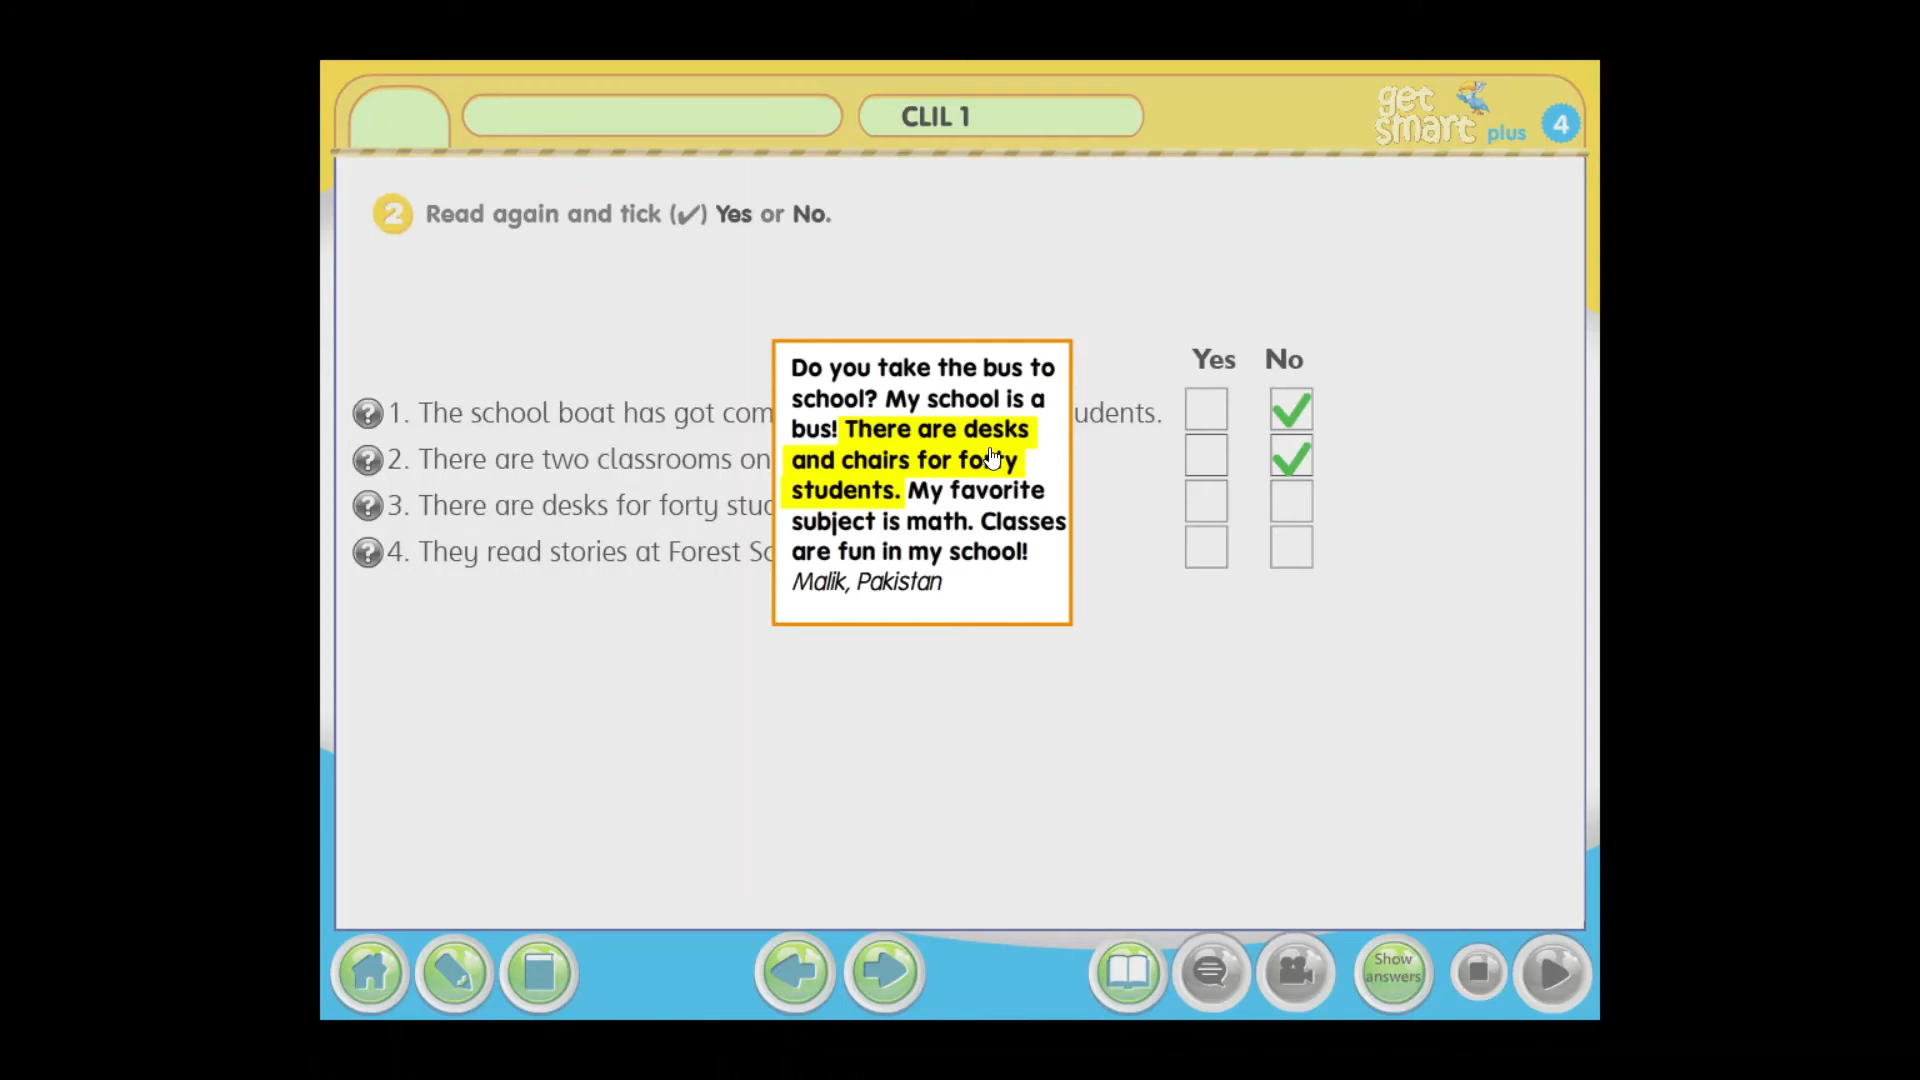 CLIL 1
get smart plus 4
2 Read again and tick (✔) Yes or No.
Yes No
1. The school boat has got com udents.
2. There are two classrooms on
3. There are desks for forty stud
4. They read stories at Forest Sc
Do you take the bus to
school? My school is a
bus! There are desks
and chairs for forty
students. My favorite
subject is math. Classes
are fun in my school!
Malik, Pakistan
Show
answers